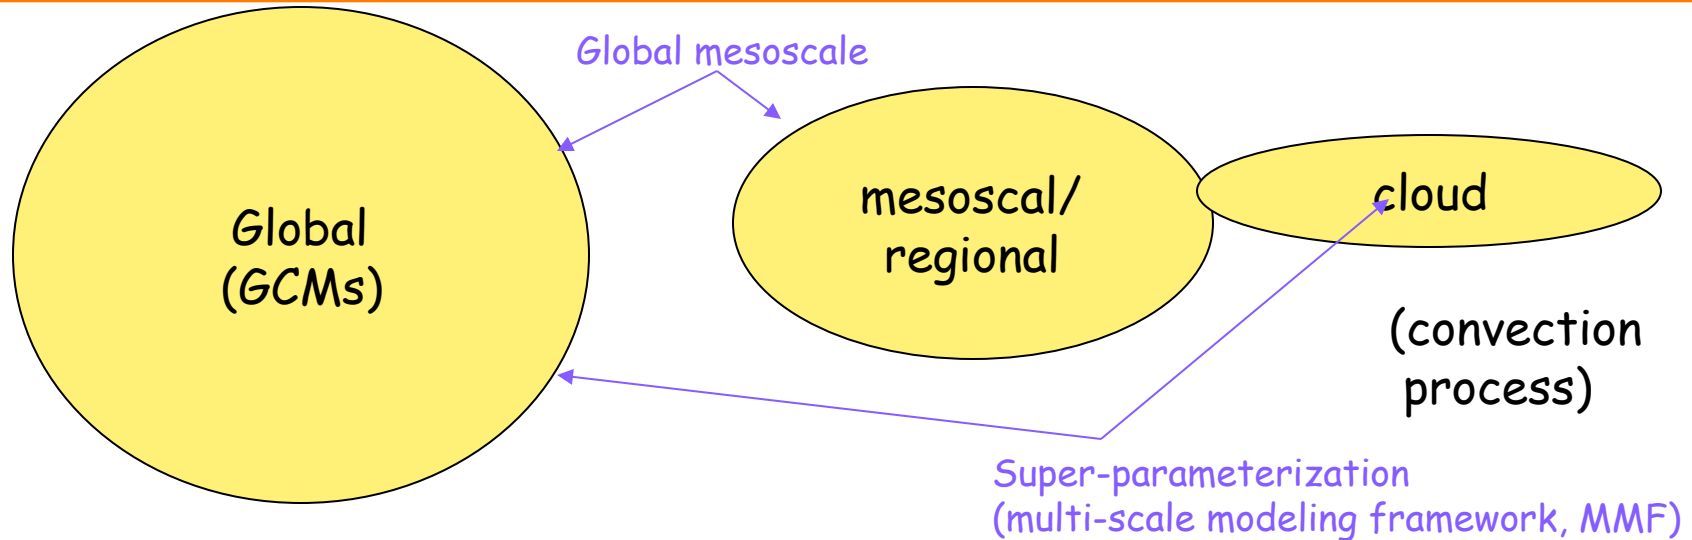 Global mesoscale
Global
(GCMs)
mesoscal/
regional
cloud
(convection
process)
Super-parameterization
(multi-scale modeling framework, MMF)